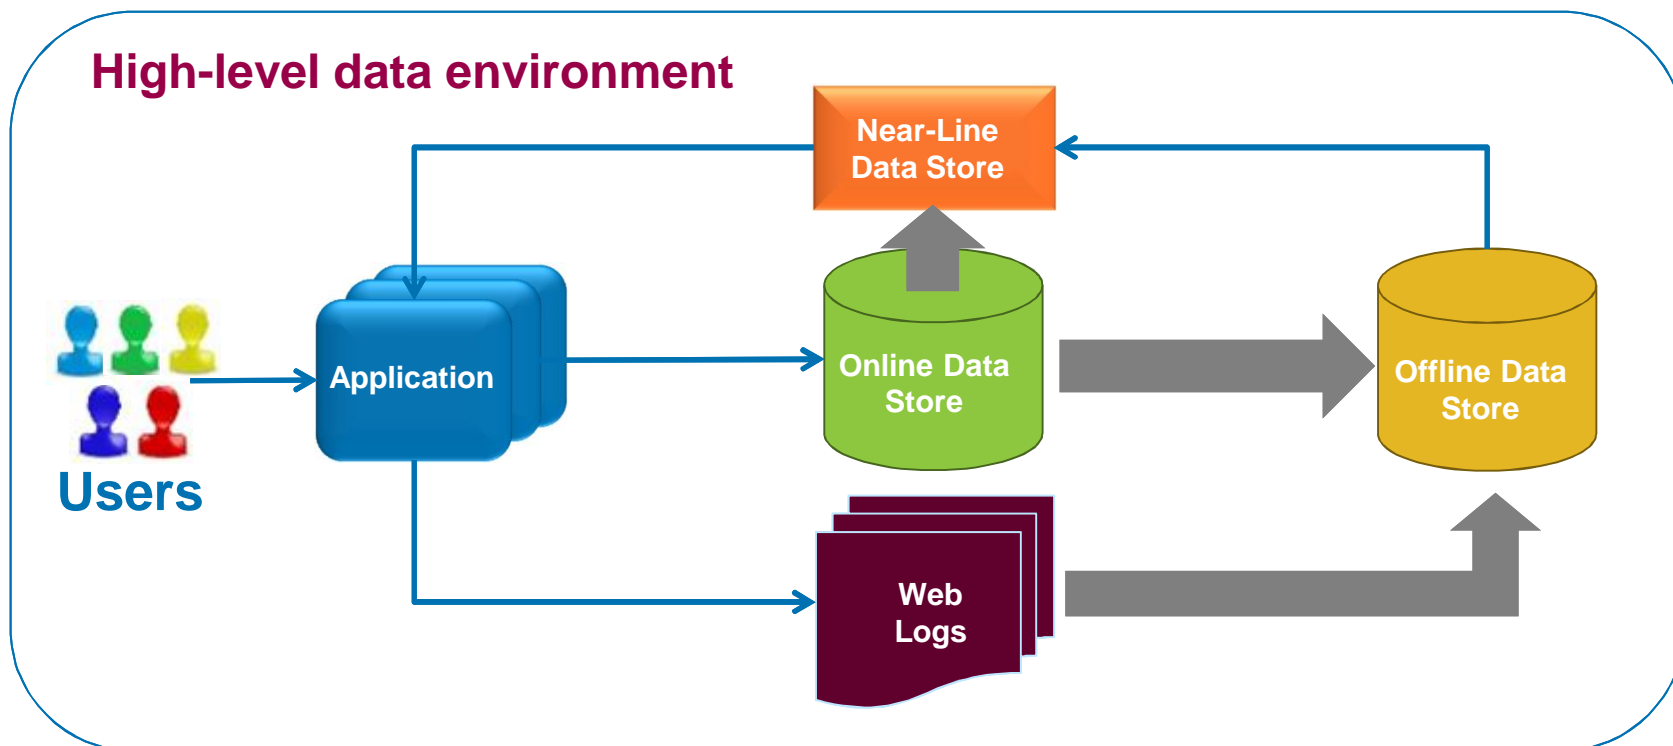 High-level data environment
Near-Line
Data Store
Application
Online Data
Store
Offline Data
Store
Users
Web
Logs